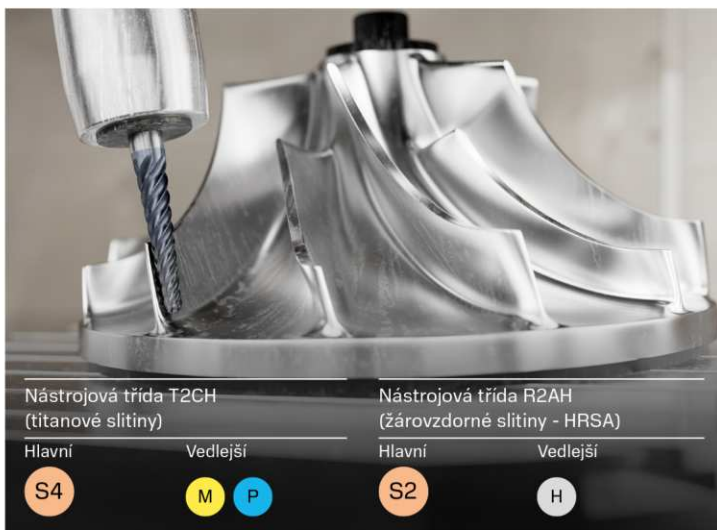 Nástrojová třída T2CH
(titanové slitiny)
Hlavní
Vedlejší
S4
M
P
Nástrojová třída R2AH
(žárovzdorné slitiny - HRSA)
Hlavní
Vedlejší
S2
H